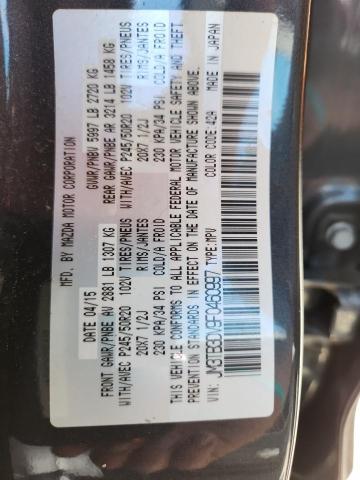 MFD. BY MAZDA MOTOR CORPORATION
DATE 04/15 GVWR/PNBV 5997 LB 2720 KG
FRONT GAWR/PNBE AV 2881 LB 1307 KG REAR GAWR/PNBE AR 3214 LB 1458 KG
WITH/AVEC P245/50R20 102V TIRES/PNEUS WITH/AVEC P245/50R20 102V TIRES/PNEUS
20X7 1/2J RIMS/JANTES 20X7 1/2J RIMS/JANTES
230 KPA/34 PSI COLD/A FROID 230 KPA/34 PSI COLD/A FROID
THIS VEHICLE CONFORMS TO ALL APPLICABLE FEDERAL MOTOR VEHICLE SAFETY AND THEFT
PREVENTION STANDARDS IN EFFECT ON THE DATE OF MANUFACTURE SHOWN ABOVE.
VIN: JM3TB3DV9F0460997 TYPE: MPV COLOR CODE: 42A MADE IN JAPAN